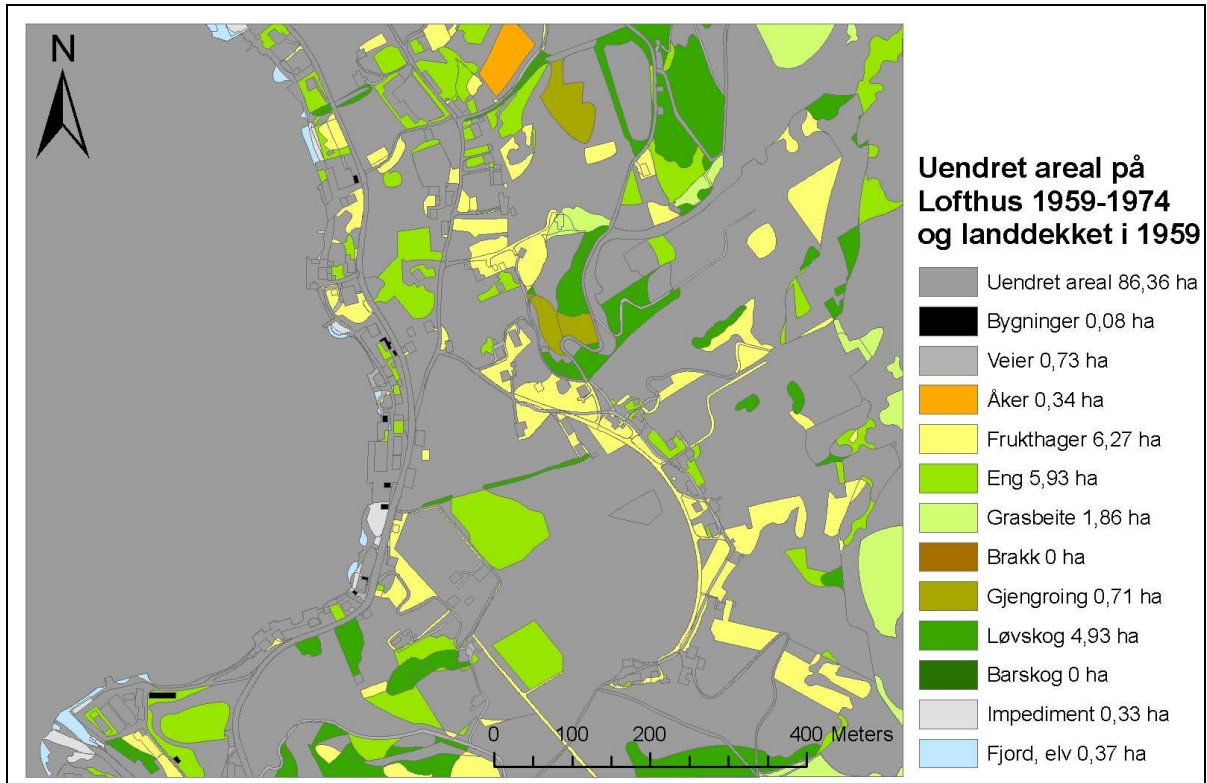 N
Uendret areal på
Lofthus 1959-1974
og landdekket i 1959
Uendret areal 86,36 ha
Bygninger 0,08 ha
Veier 0,73 ha
Åker 0,34 ha
Frukthager 6,27 ha
Eng 5,93 ha
Grasbeite 1,86 ha
Brakk 0 ha
Gjengroing 0,71 ha
Løvskog 4,93 ha
Barskog 0 ha
Impediment 0,33 ha
Fjord, elv 0,37 ha
0 100 200 400 Meters